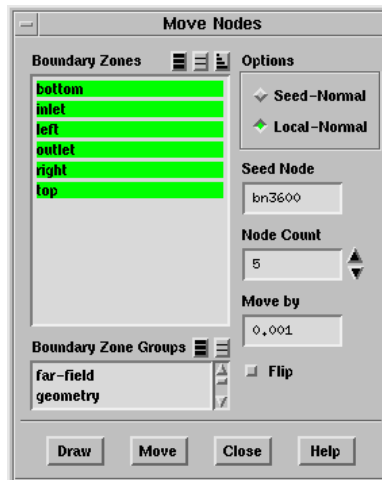 Move Nodes
Boundary Zones
bottom
inlet
left
outlet
right
top
Boundary Zone Groups
far-field
geometry
Options
Seed-Normal
Local-Normal
Seed Node
bn3600
Node Count
5
Move by
0.001
Flip
Draw
Move
Close
Help